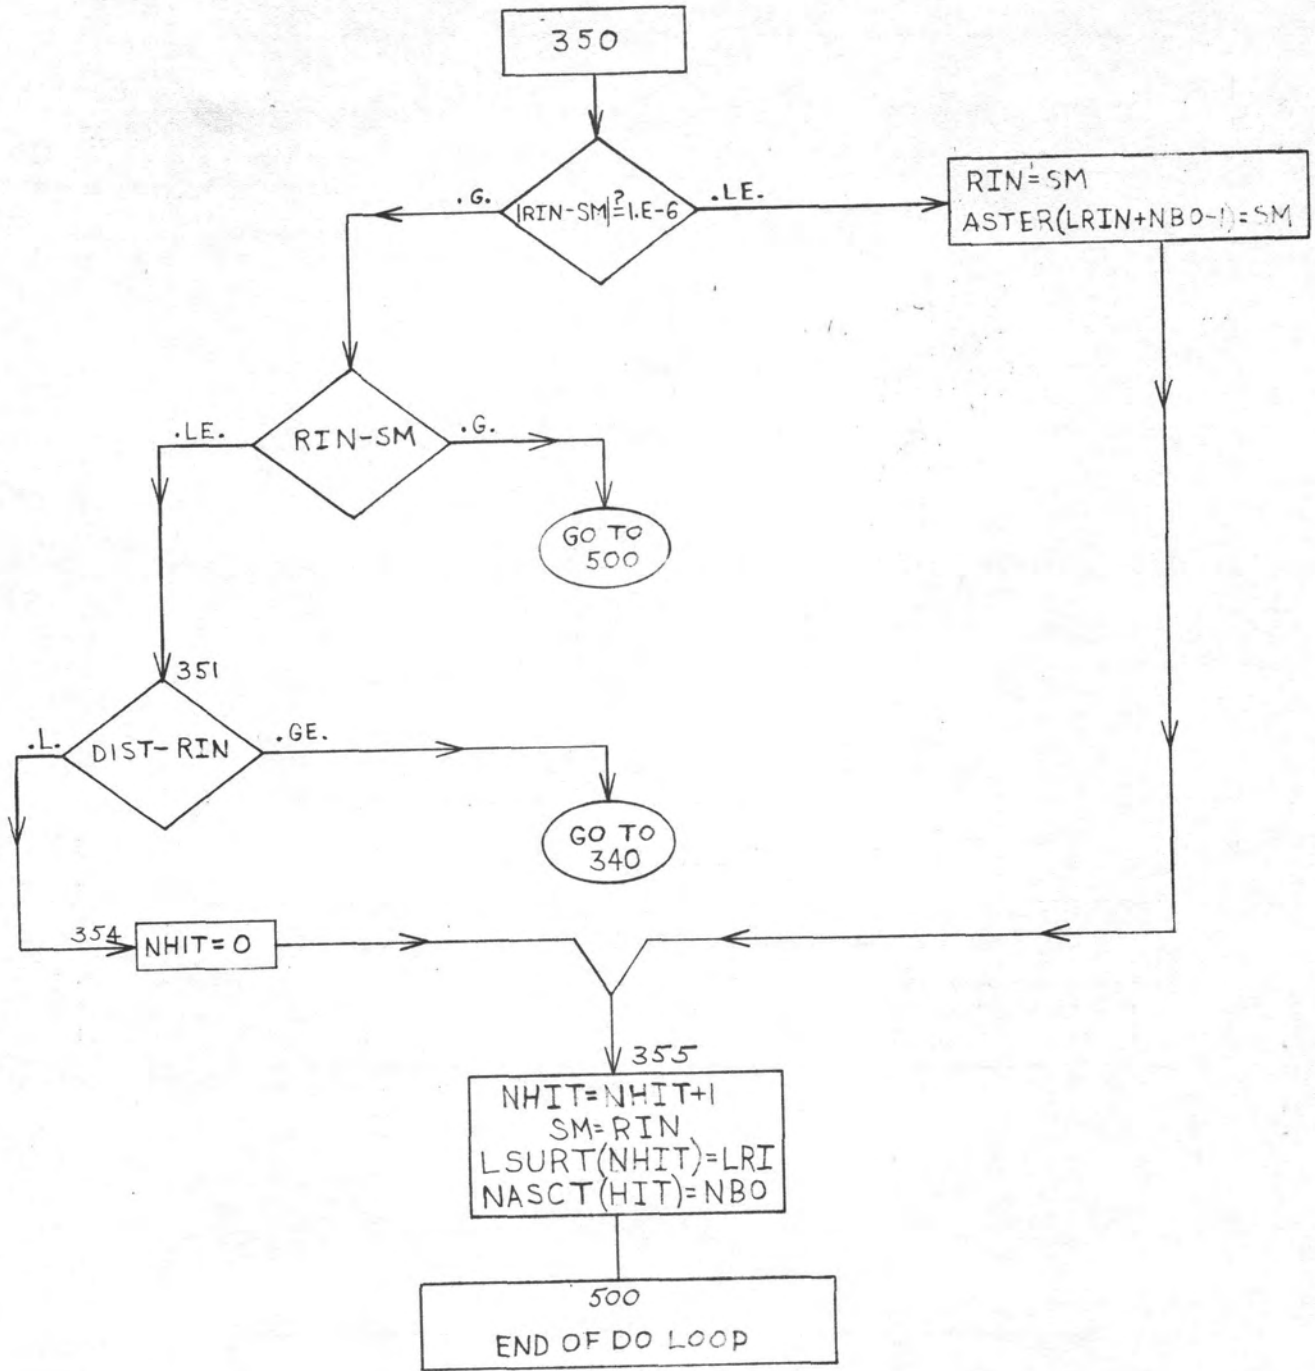 350
|RIN-SM|?=1.E-6
.G.
.LE.
RIN=SM
ASTER(LRIN+NBO-1)=SM
RIN-SM
.LE.
.G.
GO TO
500
351
DIST-RIN
.L.
.GE.
GO TO
340
354
NHIT=0
355
NHIT=NHIT+1
SM=RIN
LSURT(NHIT)=LRI
NASCT(HIT)=NBO
500
END OF DO LOOP